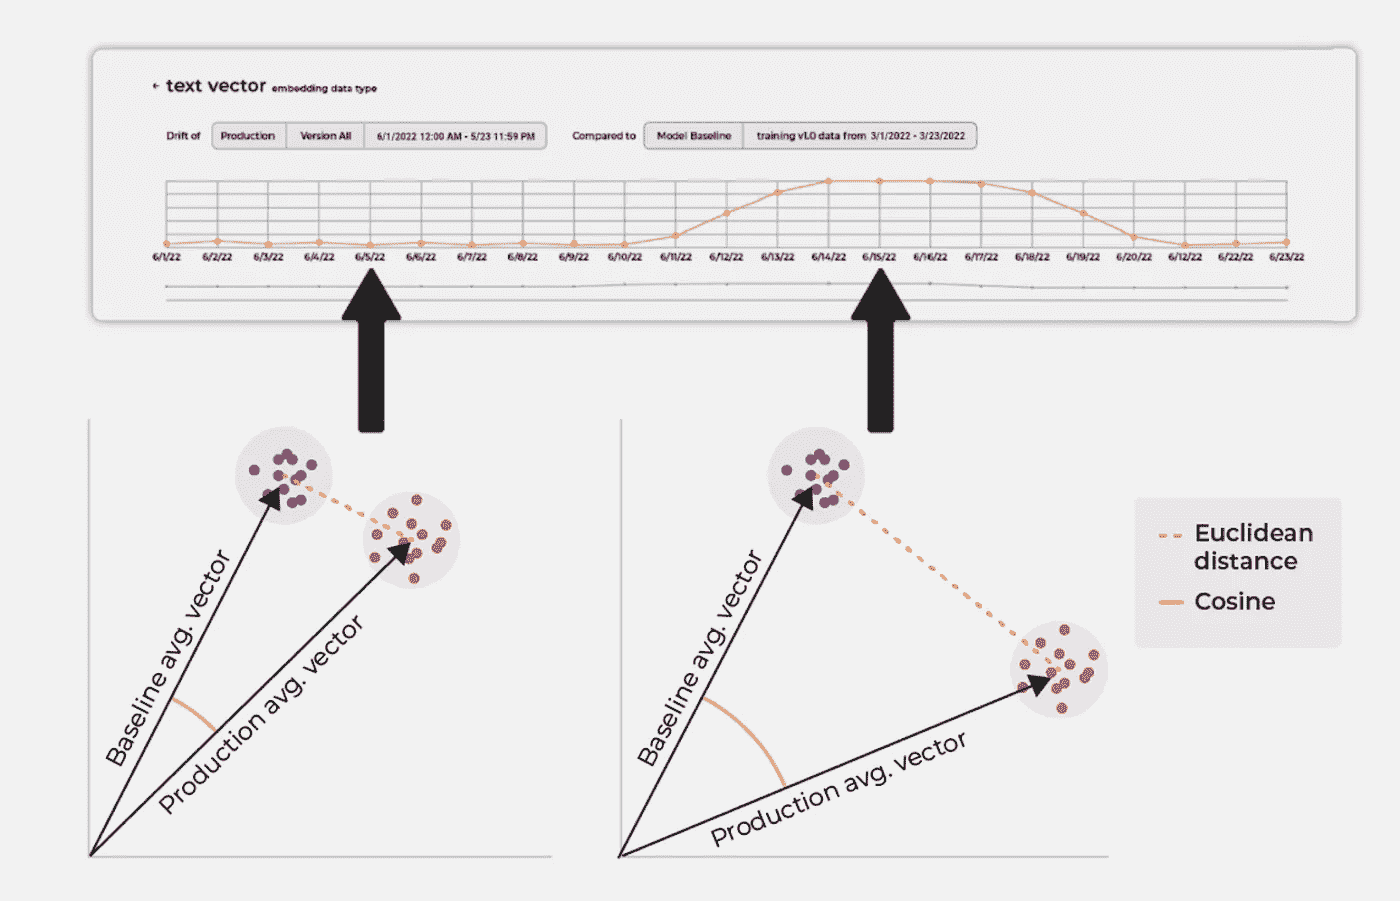 ← text vector embedding data type
Drift of Production Version All 6/1/2022 12:00 AM - 5/23 11:59 PM Compared to Model Baseline training v1.0 data from 3/1/2022 - 3/23/2022
6/1/22 6/2/22 6/3/22 6/4/22 6/5/22 6/6/22 6/7/22 6/8/22 6/9/22 6/10/22 6/11/22 6/12/22 6/13/22 6/14/22 6/15/22 6/16/22 6/17/22 6/18/22 6/19/22 6/20/22 6/12/22 6/22/22 6/23/22
Baseline avg. vector
Production avg. vector
Baseline avg. vector
Production avg. vector
Euclidean
distance
Cosine